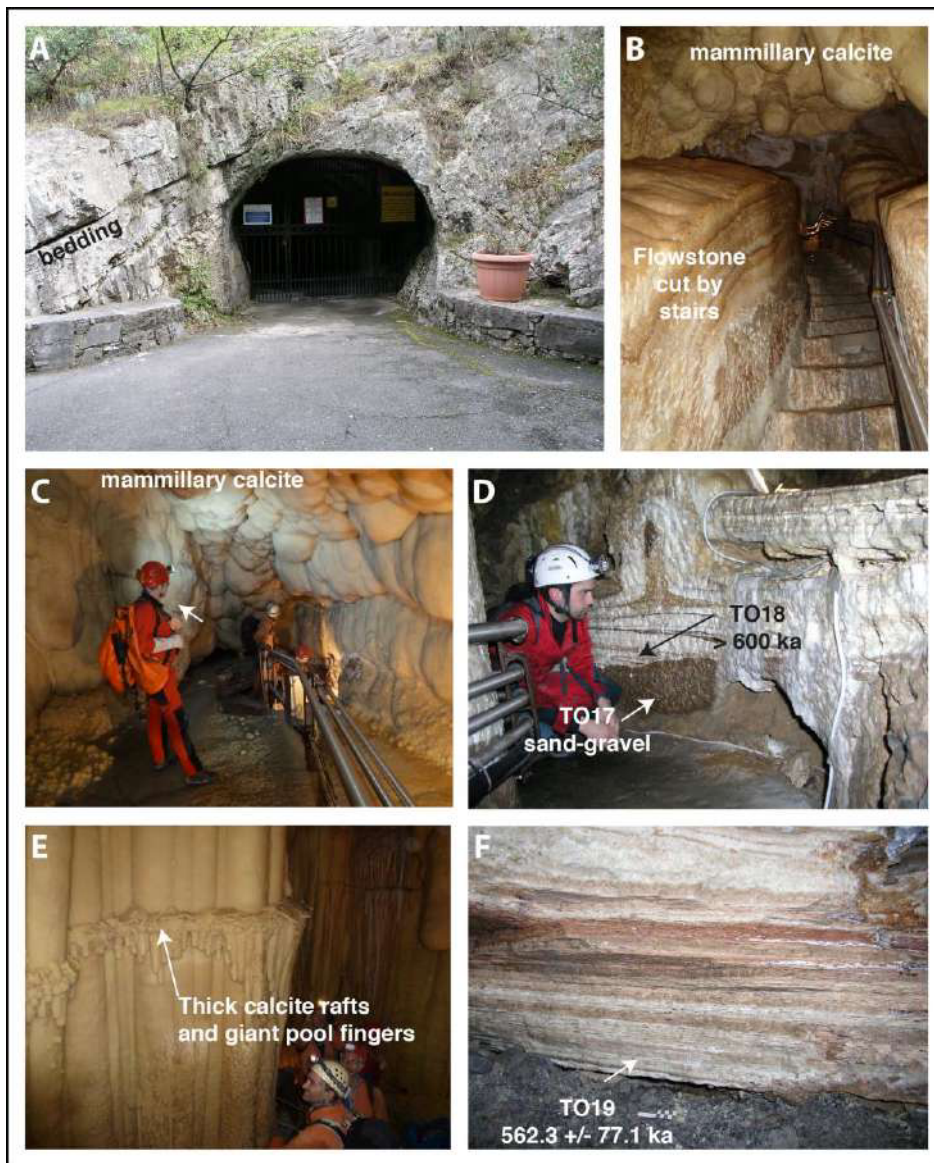 A
bedding
B
mammillary calcite
Flowstone
cut by
stairs
C
mammillary calcite
D
TO18
> 600 ka
TO17
sand-gravel
E
Thick calcite rafts
and giant pool fingers
F
TO19
562.3 +/- 77.1 ka